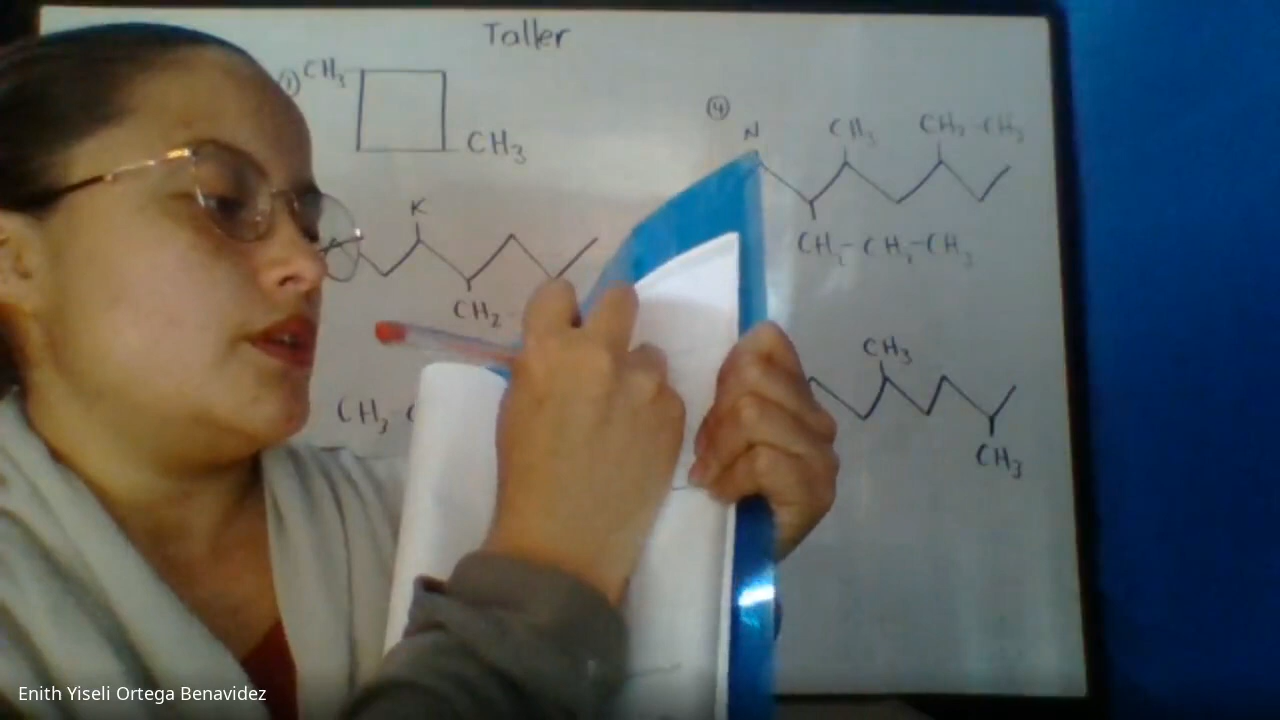 Taller
① CH₃
CH₃
④
N
CH₃
CH₂-CH₃
CH₂-CH₂-CH₃
K
CH₂
CH₃
CH₃
CH₃
Enith Yiseli Ortega Benavidez